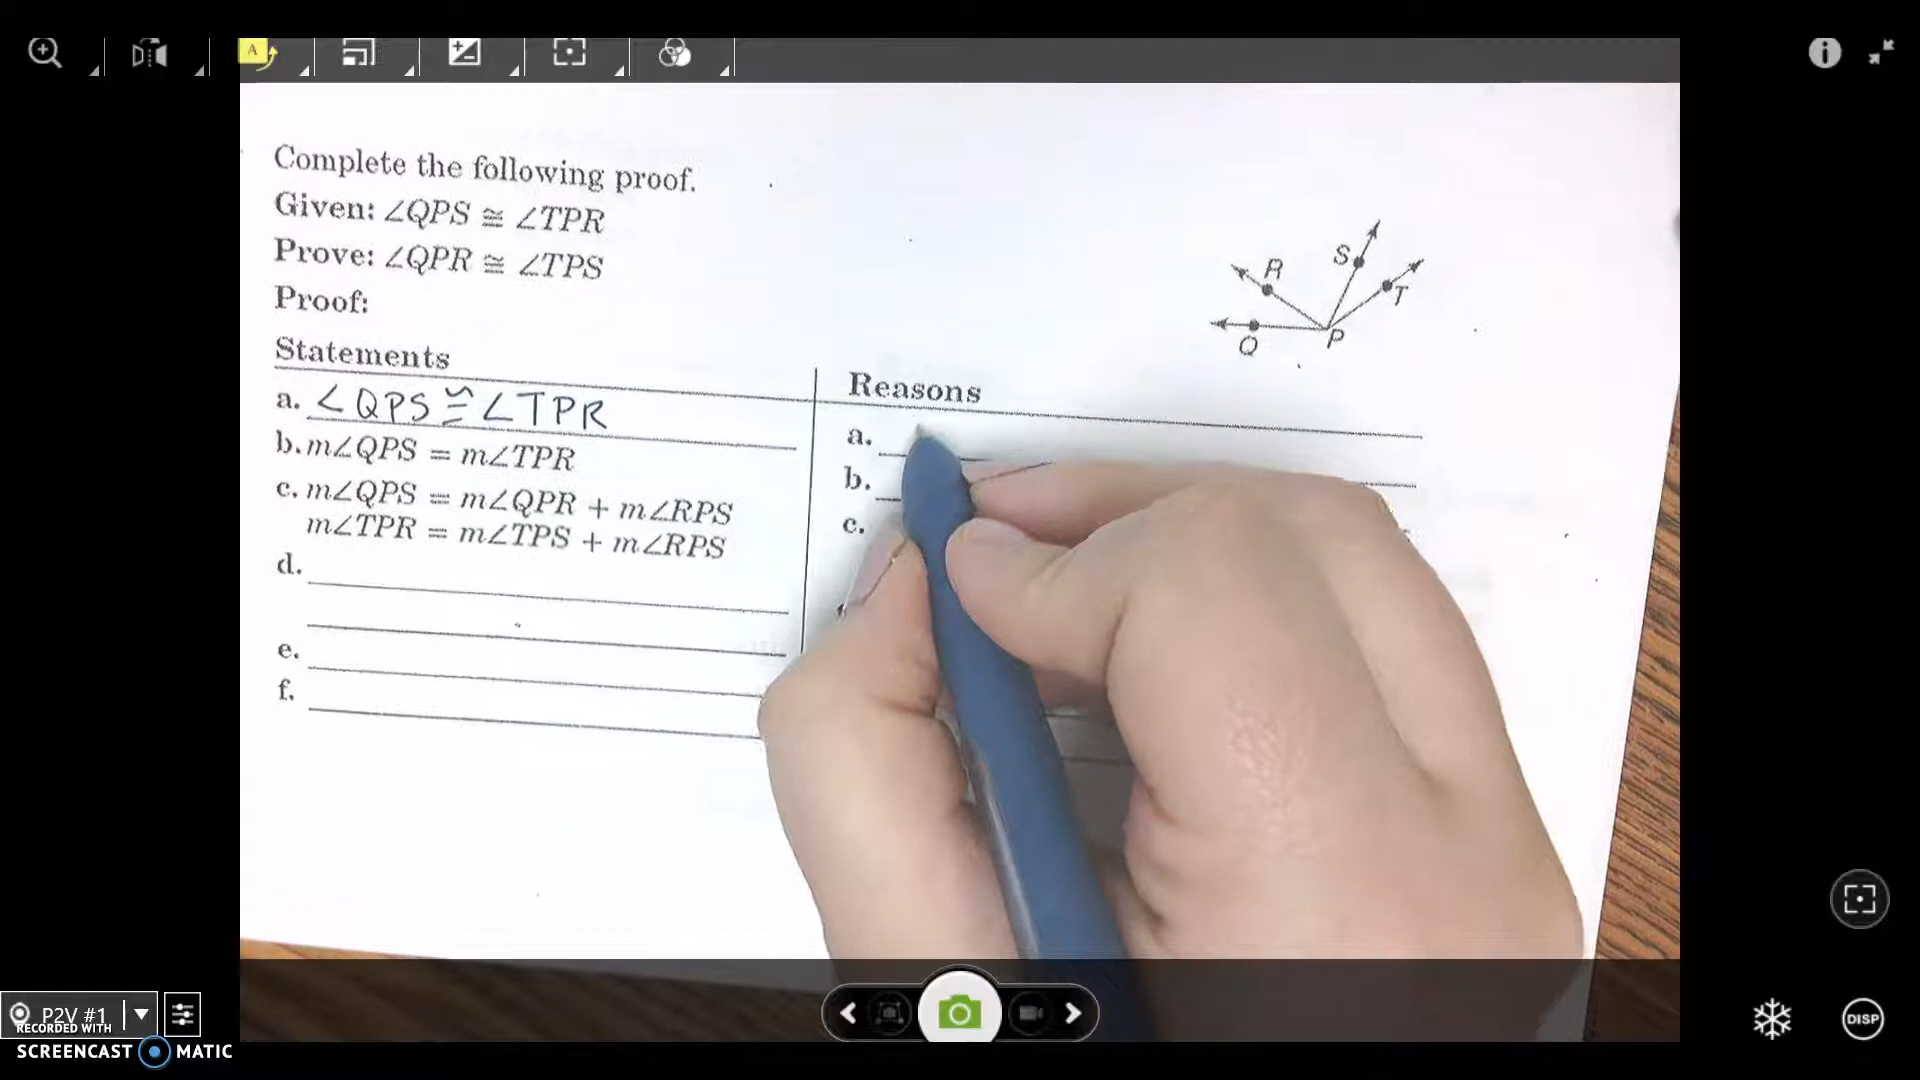 A
Complete the following proof.
Given: ∠QPS ≅ ∠TPR
Prove: ∠QPR ≅ ∠TPS
Proof:
S
R
T
Q
P
Statements
Reasons
a. ∠QPS ≅ ∠TPR
a.
b. m∠QPS = m∠TPR
b.
c. m∠QPS = m∠QPR + m∠RPS
m∠TPR = m∠TPS + m∠RPS
c.
d.
e.
f.
P2V #1
RECORDED WITH
SCREENCAST MATIC
DISP